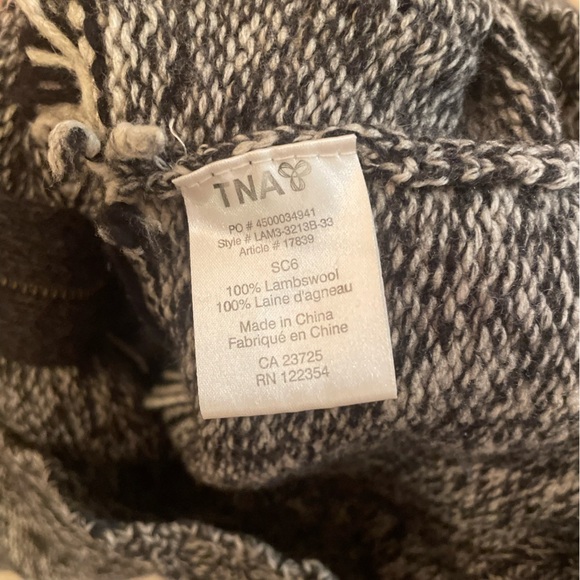 TNA
PO # 4500034941
Style # LAM3-3213B-33
Article # 17839
SC6
100% Lambswool
100% Laine d'agneau
Made in China
Fabriqué en Chine
CA 23725
RN 122354